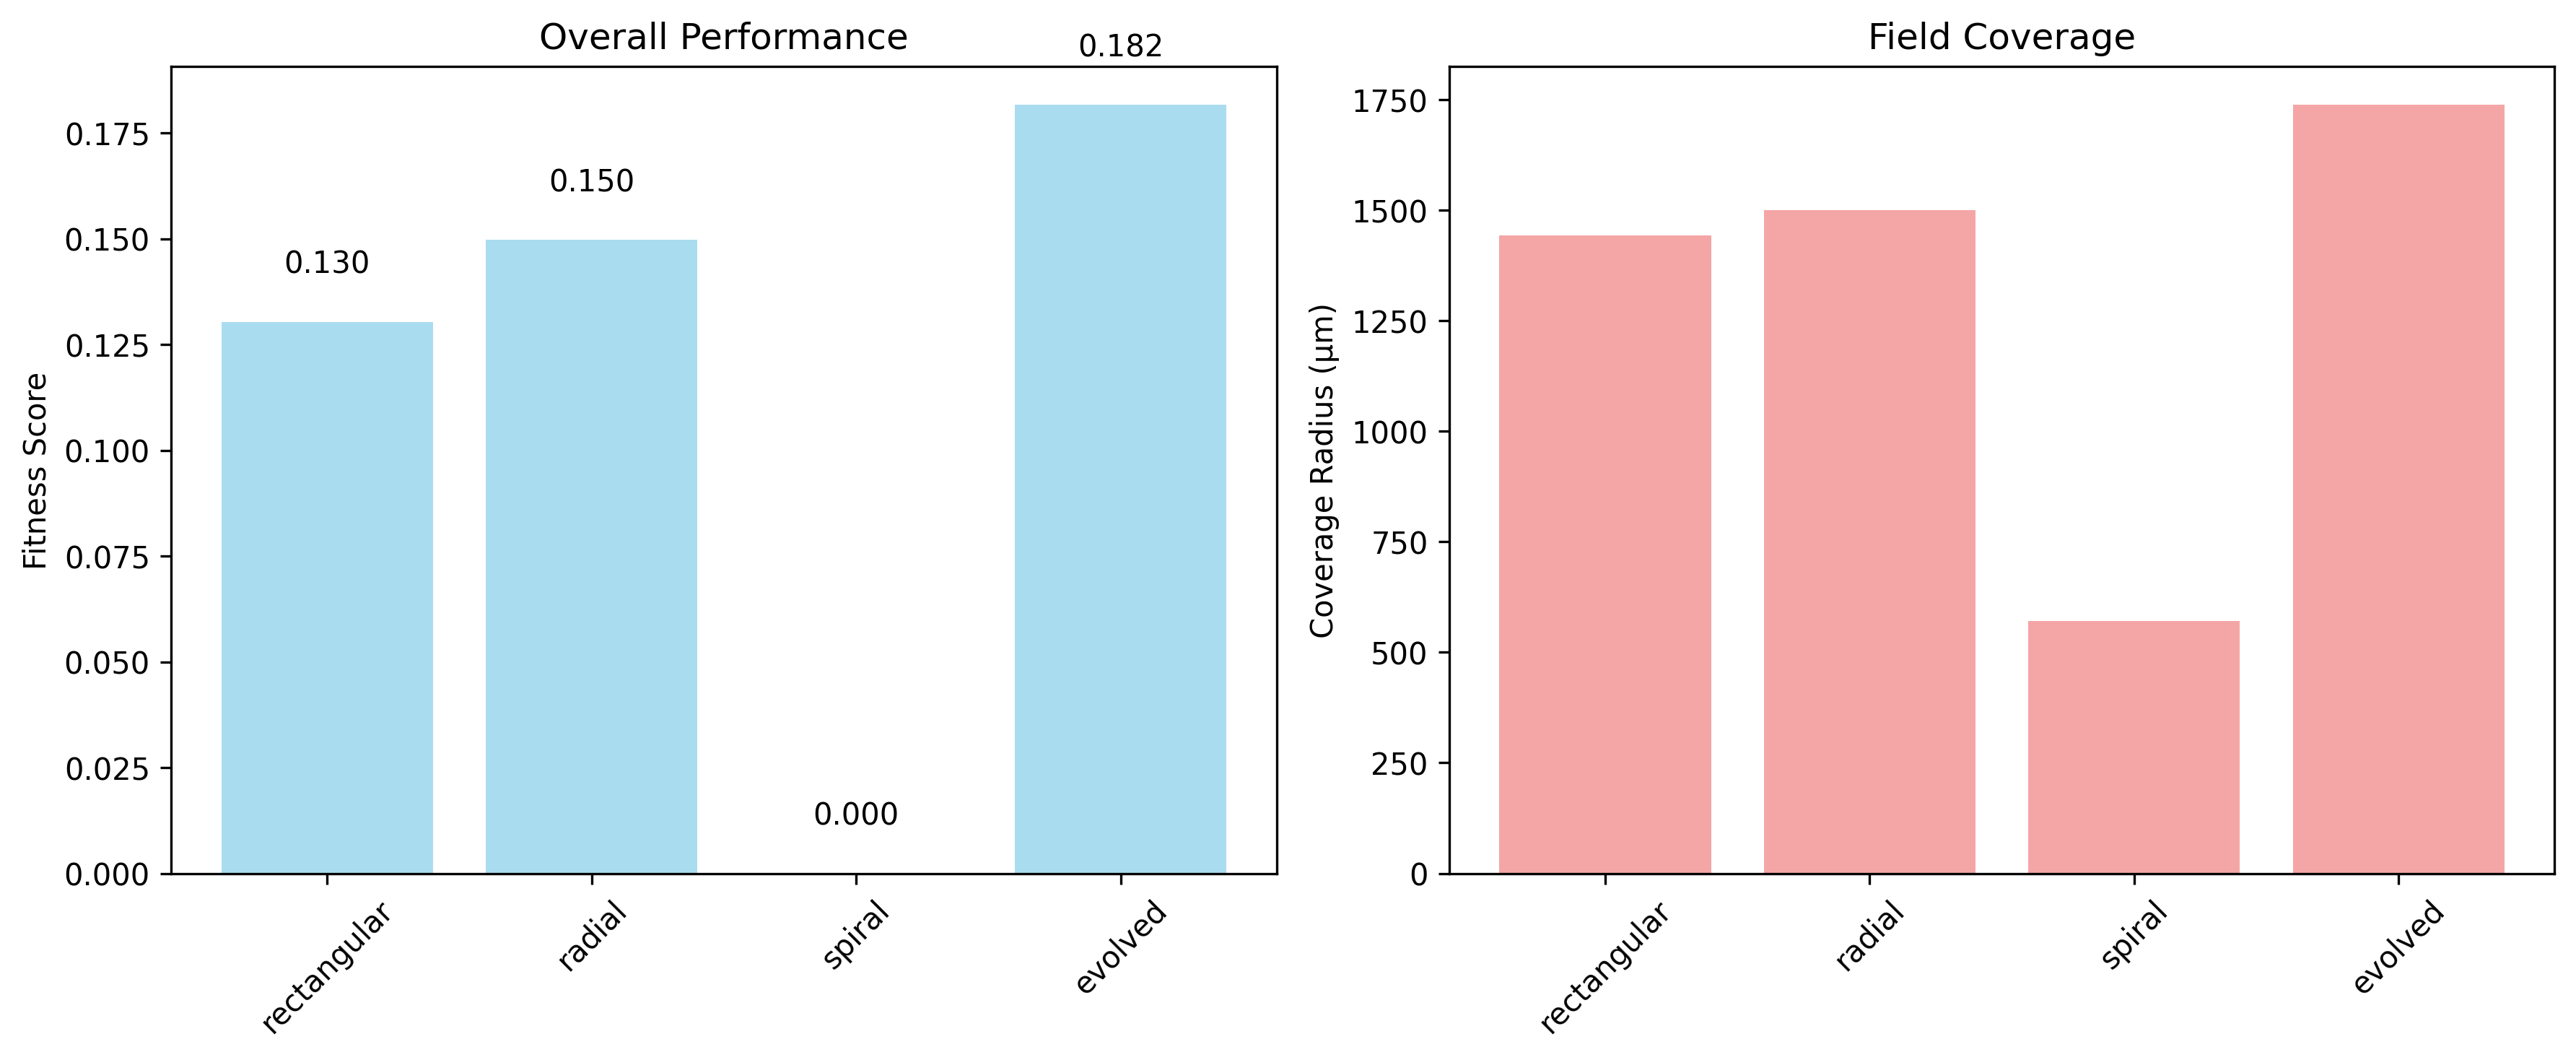 Overall Performance
0.182
0.150
0.130
0.000
Fitness Score
0.175
0.150
0.125
0.100
0.075
0.050
0.025
0.000
rectangular
radial
spiral
evolved
Field Coverage
Coverage Radius (μm)
1750
1500
1250
1000
750
500
250
0
rectangular
radial
spiral
evolved